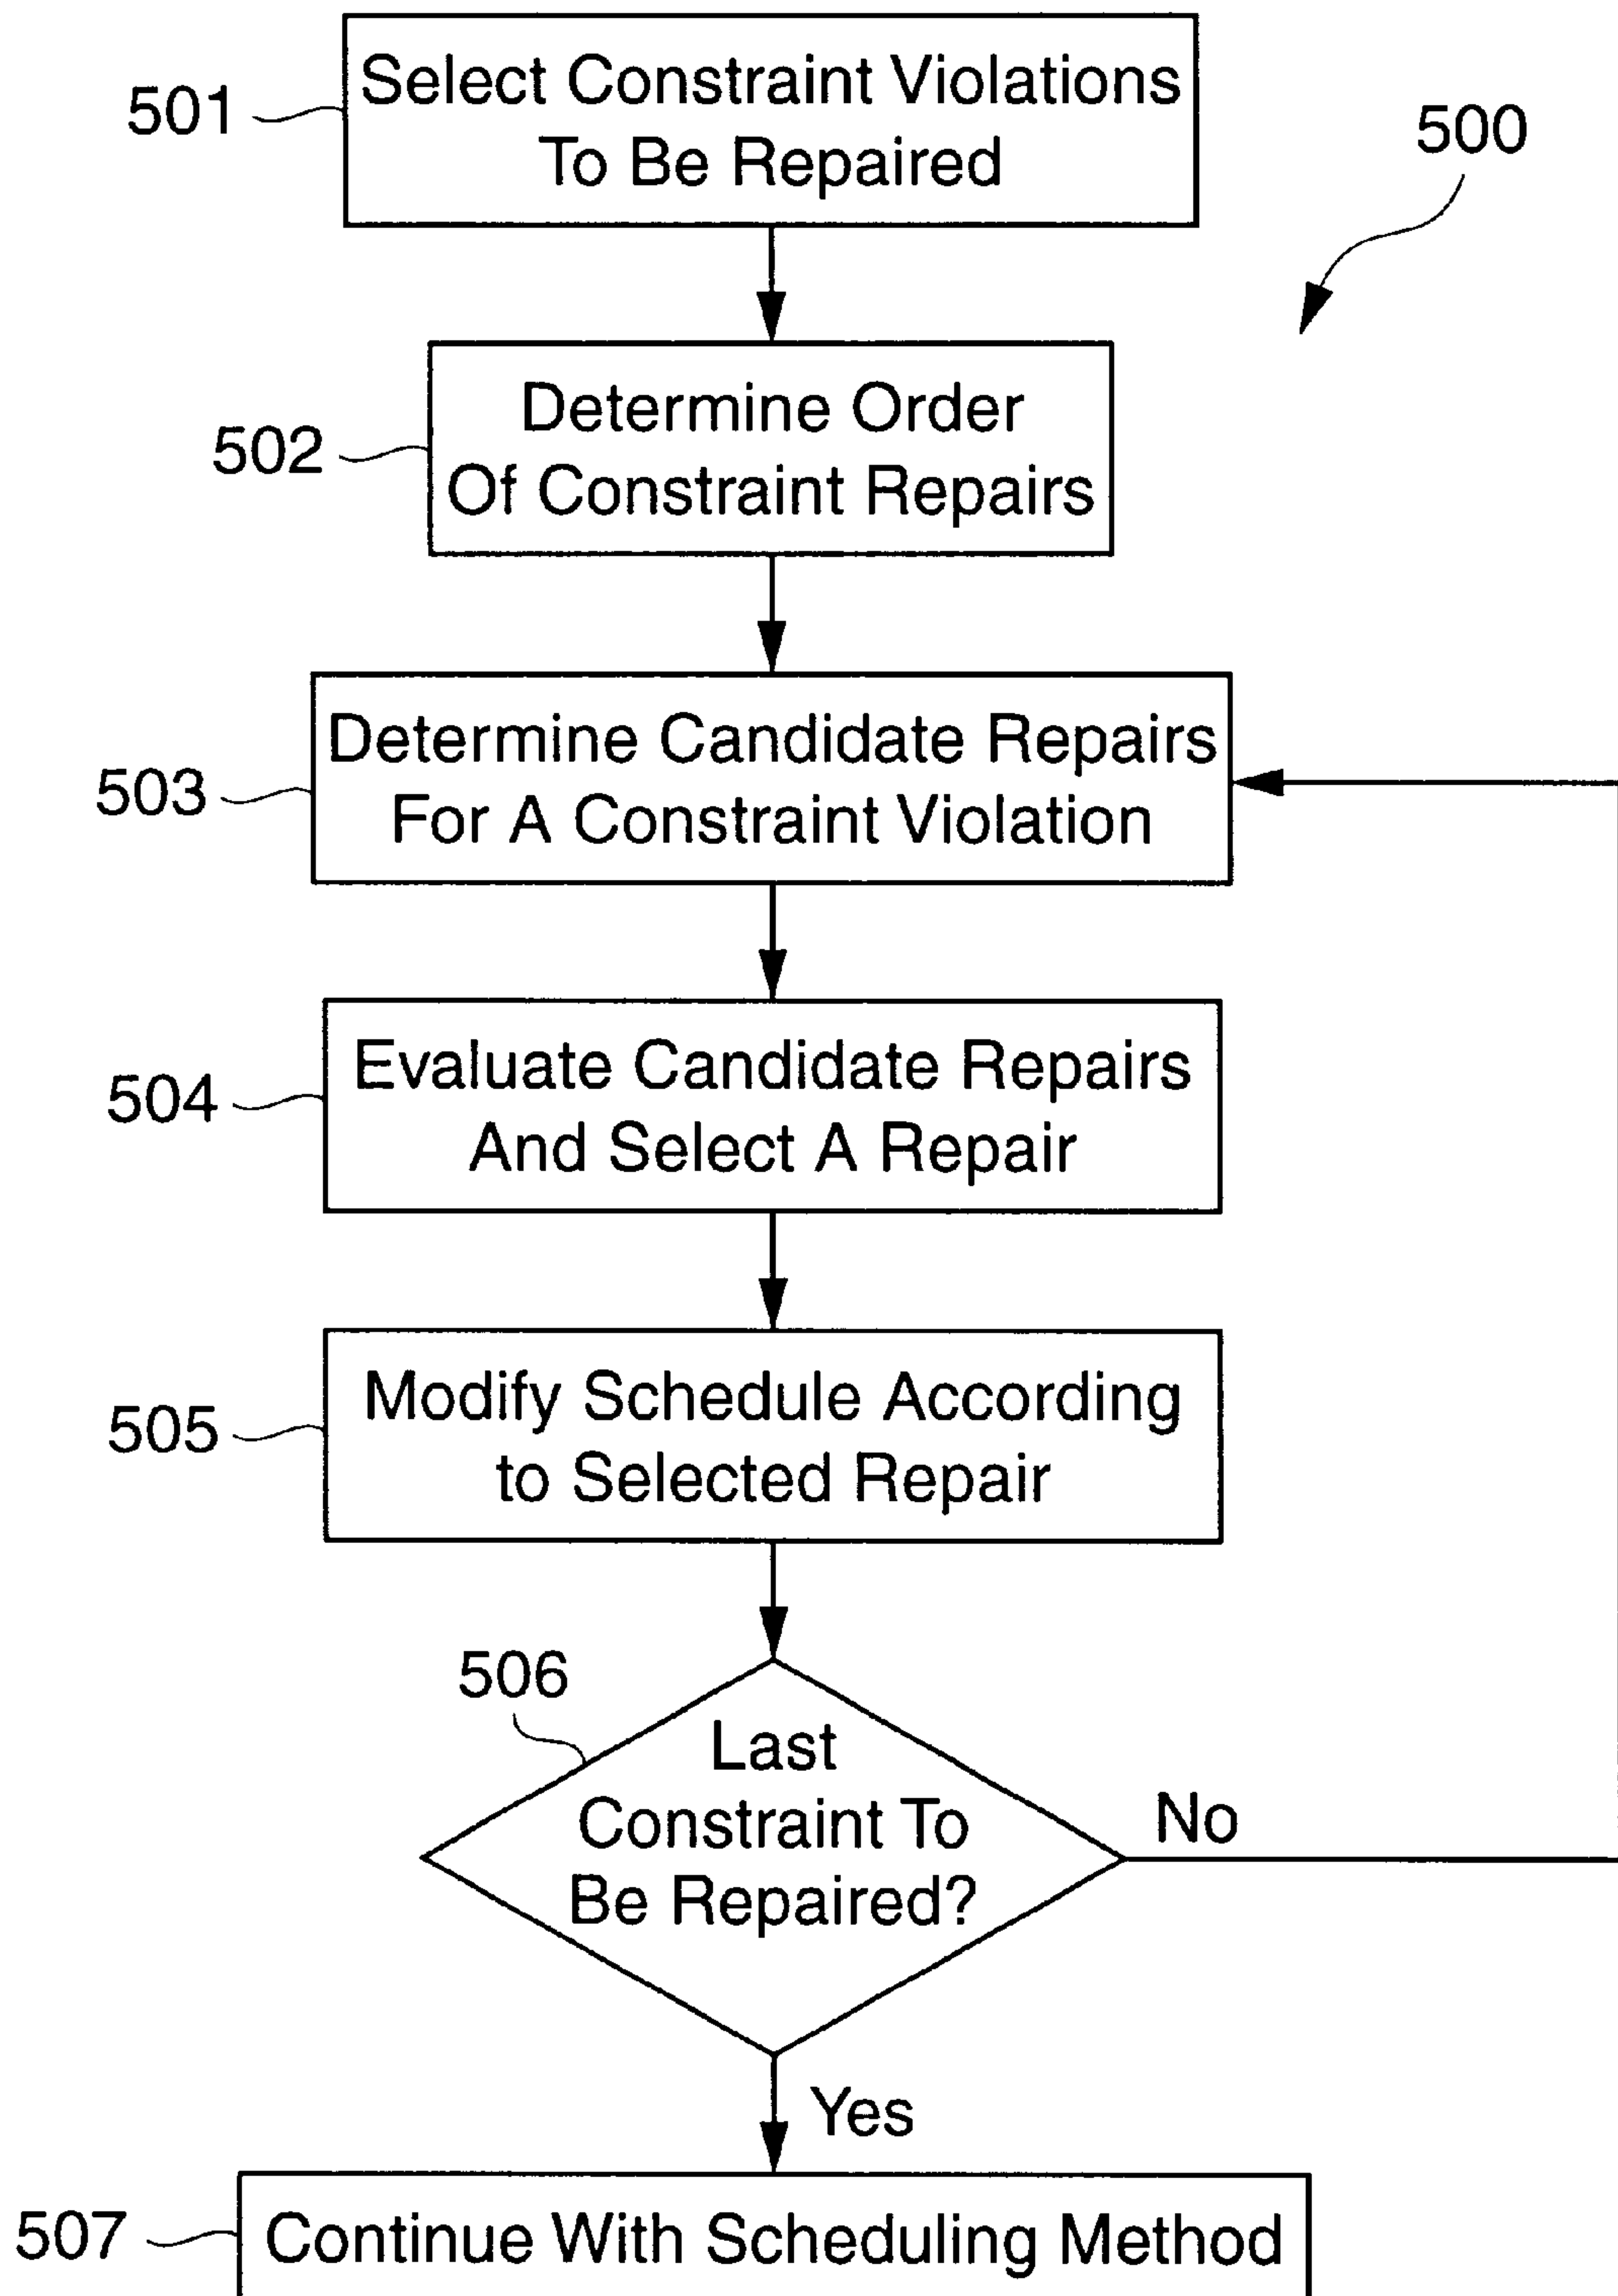 501
Select Constraint Violations
To Be Repaired
500
502
Determine Order
Of Constraint Repairs
503
Determine Candidate Repairs
For A Constraint Violation
504
Evaluate Candidate Repairs
And Select A Repair
505
Modify Schedule According
to Selected Repair
506
Last
Constraint To
Be Repaired?
No
Yes
507
Continue With Scheduling Method